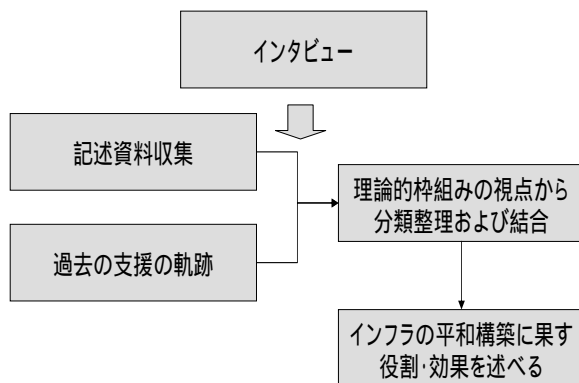 インタビュー
記述資料収集
過去の支援の軌跡
理論的枠組みの視点から
分類整理および結合
インフラの平和構築に果す
役割・効果を述べる